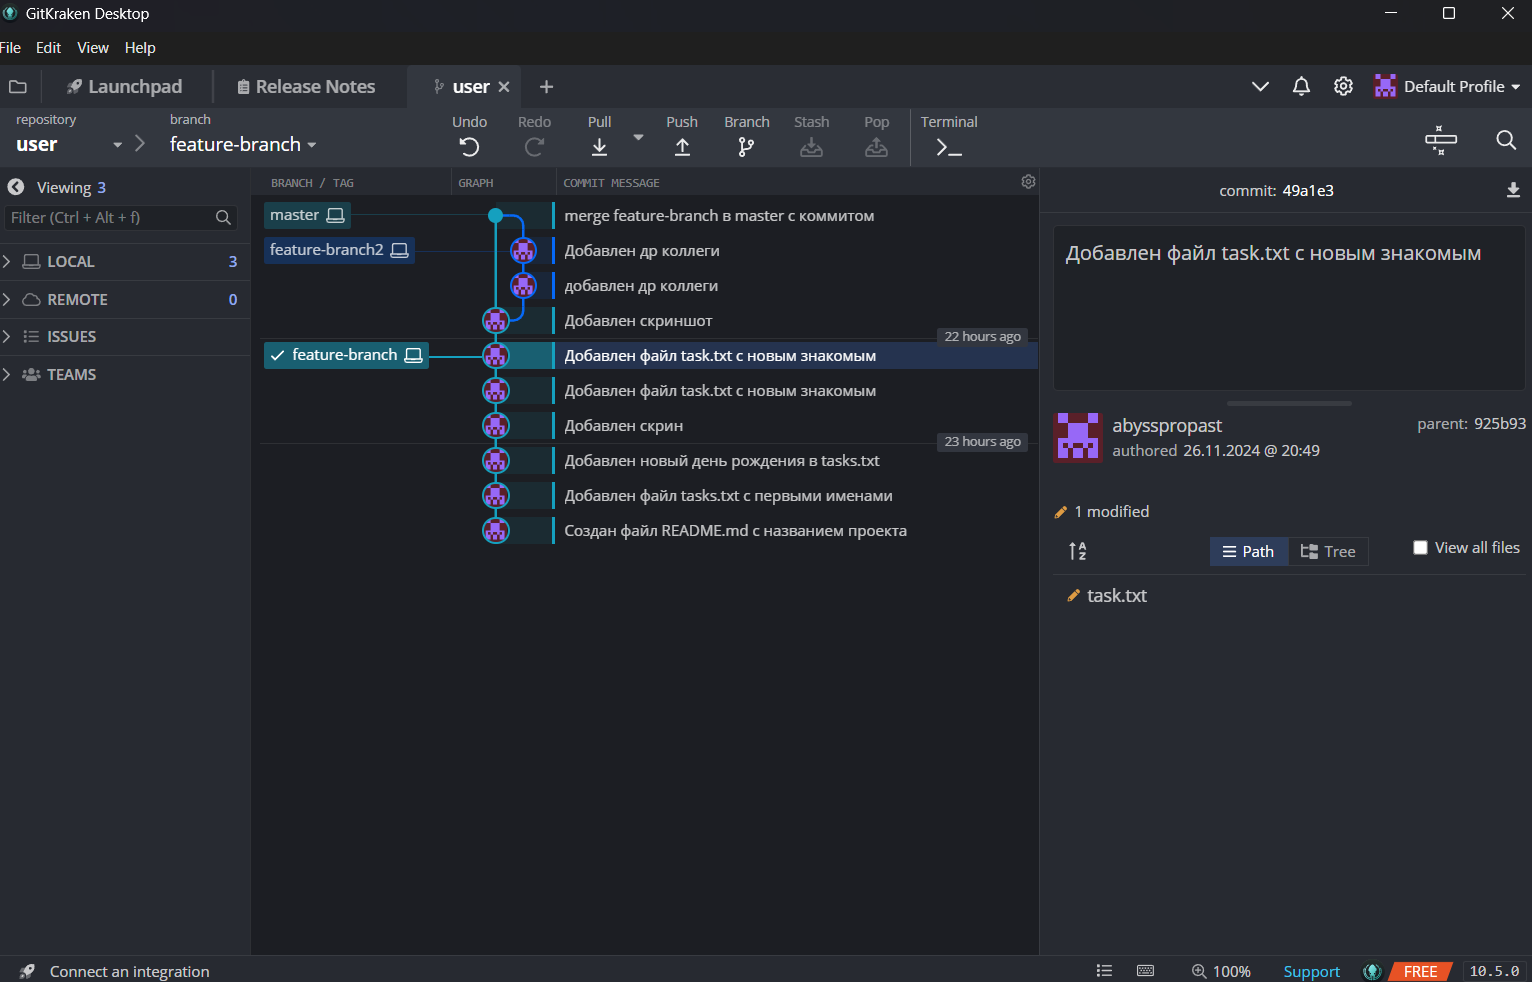 GitKraken Desktop
File Edit View Help
Launchpad Release Notes user Default Profile
repository branch Undo Redo Pull Push Branch Stash Pop Terminal
user feature-branch
Viewing 3
Filter (Ctrl + Alt + f)
LOCAL 3
REMOTE 0
ISSUES
TEAMS
BRANCH / TAG GRAPH COMMIT MESSAGE
master merge feature-branch в master с коммитом
feature-branch2 Добавлен др коллеги
добавлен др коллеги
Добавлен скриншот
22 hours ago
feature-branch Добавлен файл task.txt с новым знакомым
Добавлен файл task.txt с новым знакомым
Добавлен скрин
23 hours ago
Добавлен новый день рождения в tasks.txt
Добавлен файл tasks.txt с первыми именами
Создан файл README.md с названием проекта
commit: 49a1e3
Добавлен файл task.txt с новым знакомым
abysspropast parent: 925b93
authored 26.11.2024 @ 20:49
1 modified
Path Tree View all files
task.txt
Connect an integration 100% Support FREE 10.5.0